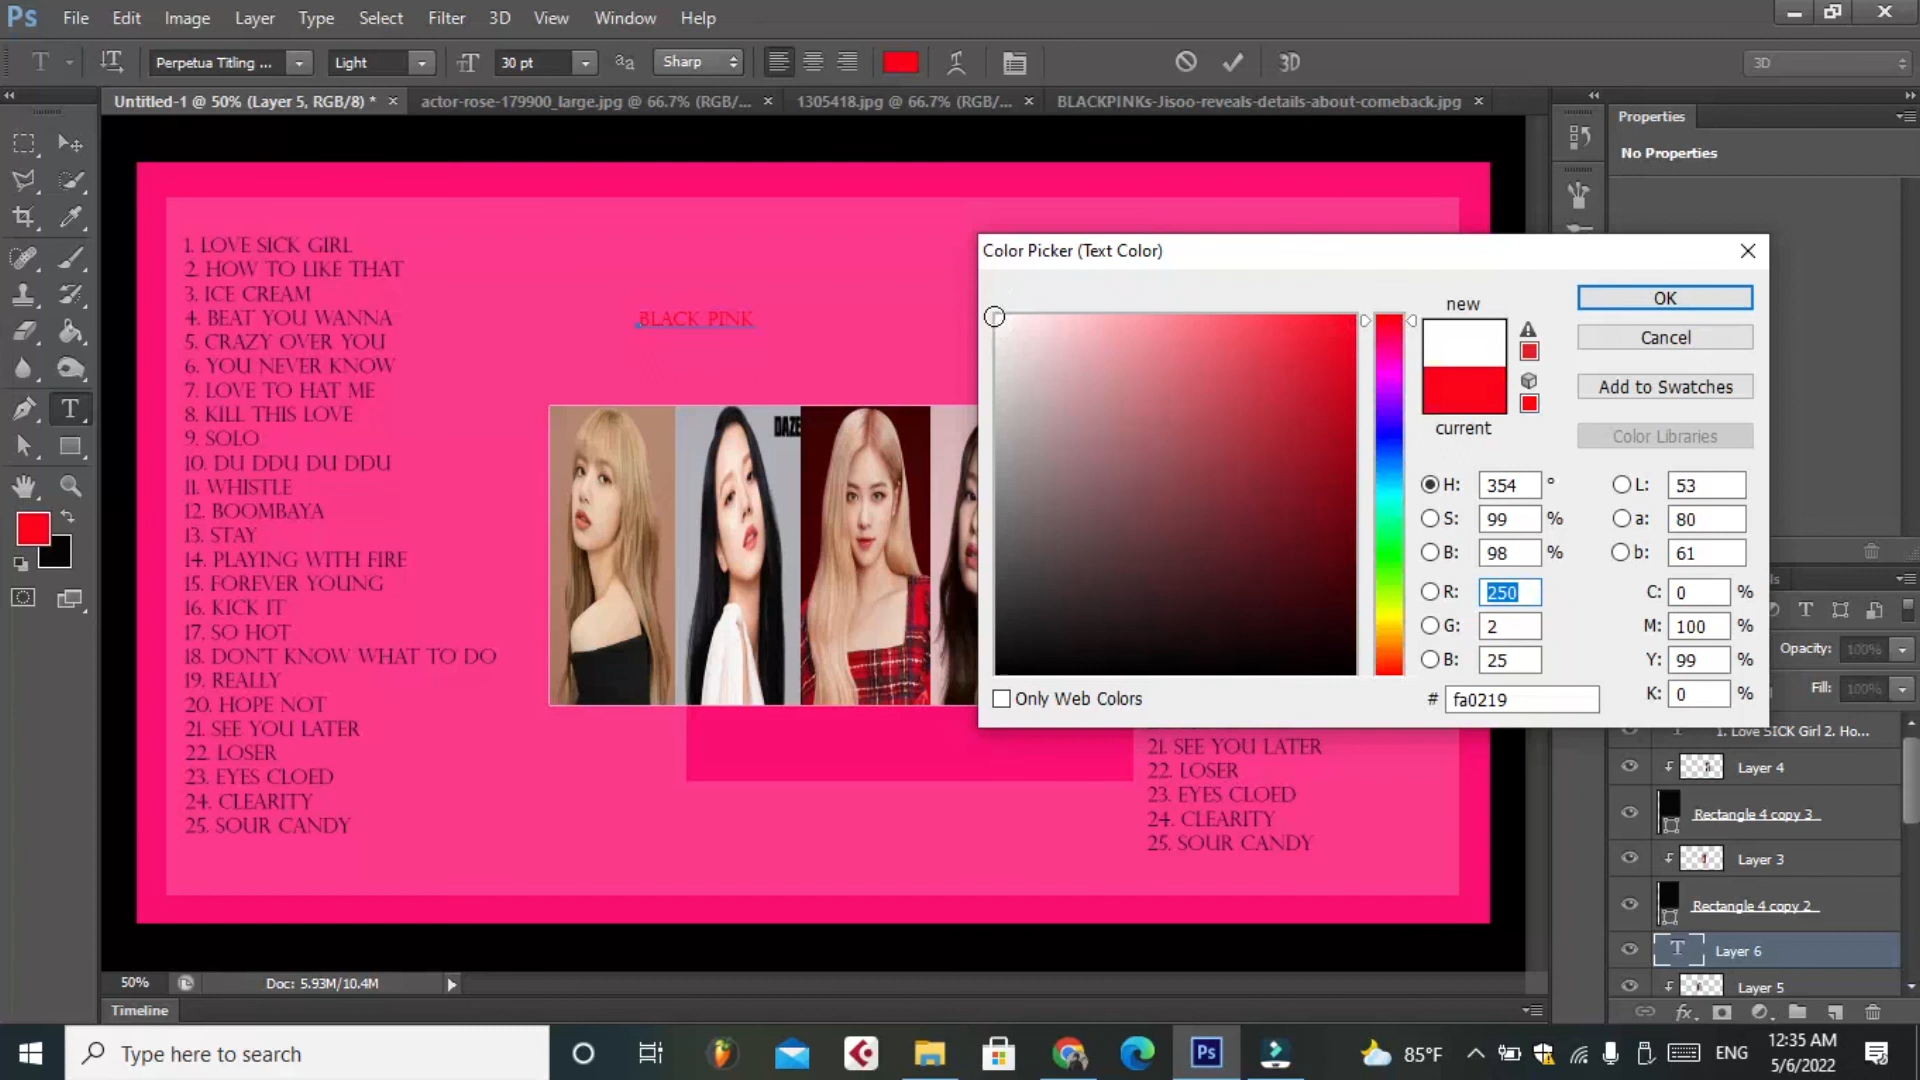 Ps File Edit Image Layer Type Select Filter 3D View Window Help
T Perpetua Titling ... Light 30 pt aa Sharp 3D 3D
Untitled-1 @ 50% (Layer 5, RGB/8) * × actor-rose-179900_large.jpg @ 66.7% (RGB/... × 1305418.jpg @ 66.7% (RGB/... × BLACKPINKs-Jisoo-reveals-details-about-comeback.jpg ×
Properties
No Properties
1. LOVE SICK GIRL
2. HOW TO LIKE THAT
3. ICE CREAM
4. BEAT YOU WANNA
5. CRAZY OVER YOU
6. YOU NEVER KNOW
7. LOVE TO HAT ME
8. KILL THIS LOVE
9. SOLO
10. DU DDU DU DDU
11. WHISTLE
12. BOOMBAYA
13. STAY
14. PLAYING WITH FIRE
15. FOREVER YOUNG
16. KICK IT
17. SO HOT
18. DON'T KNOW WHAT TO DO
19. REALLY
20. HOPE NOT
21. SEE YOU LATER
22. LOSER
23. EYES CLOED
24. CLEARITY
25. SOUR CANDY
BLACK PINK
DAZE
21. SEE YOU LATER
22. LOSER
23. EYES CLOED
24. CLEARITY
25. SOUR CANDY
Color Picker (Text Color)
new
current
OK
Cancel
Add to Swatches
Color Libraries
H: 354 ° L: 53
S: 99 % a: 80
B: 98 % b: 61
R: 250 C: 0 %
G: 2 M: 100 %
B: 25 Y: 99 %
# fa0219 K: 0 %
Only Web Colors
Opacity: 100%
Fill: 100%
1. Love SICK Girl 2. Ho...
Layer 4
Rectangle 4 copy 3
Layer 3
Rectangle 4 copy 2
T Layer 6
Layer 5
fx
50% Doc: 5.93M/10.4M
Timeline
Type here to search
Ps
85°F
ENG
12:35 AM
5/6/2022